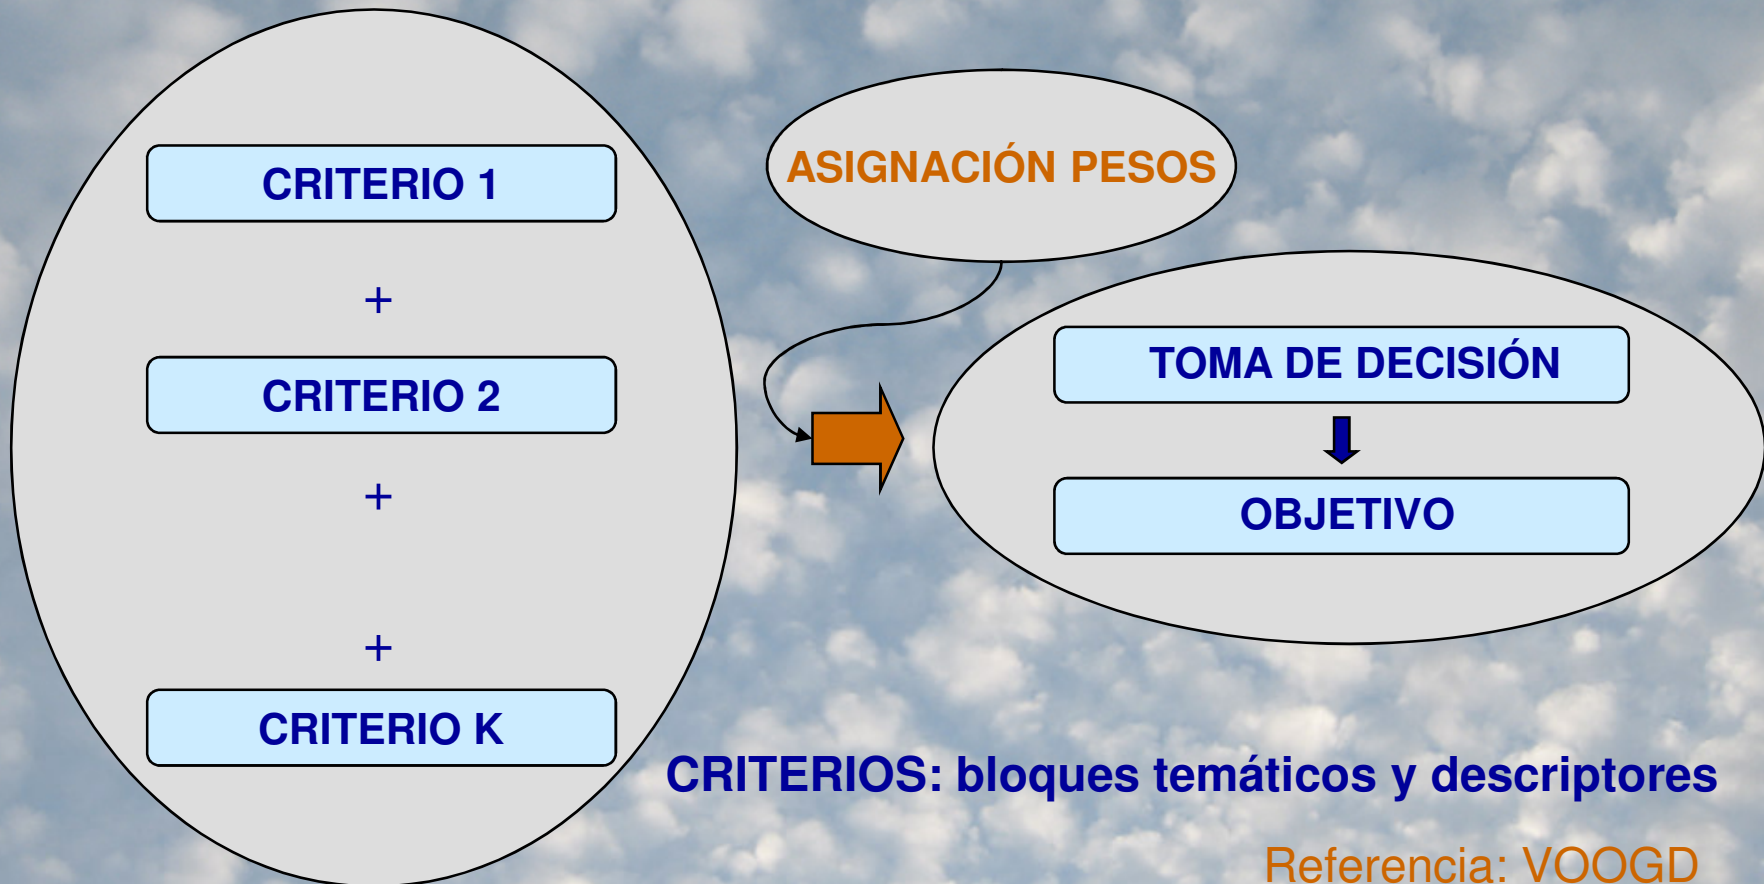 CRITERIO 1
+
CRITERIO 2
+
+
CRITERIO K
ASIGNACIÓN PESOS
TOMA DE DECISIÓN
OBJETIVO
CRITERIOS: bloques temáticos y descriptores
Referencia: VOOGD